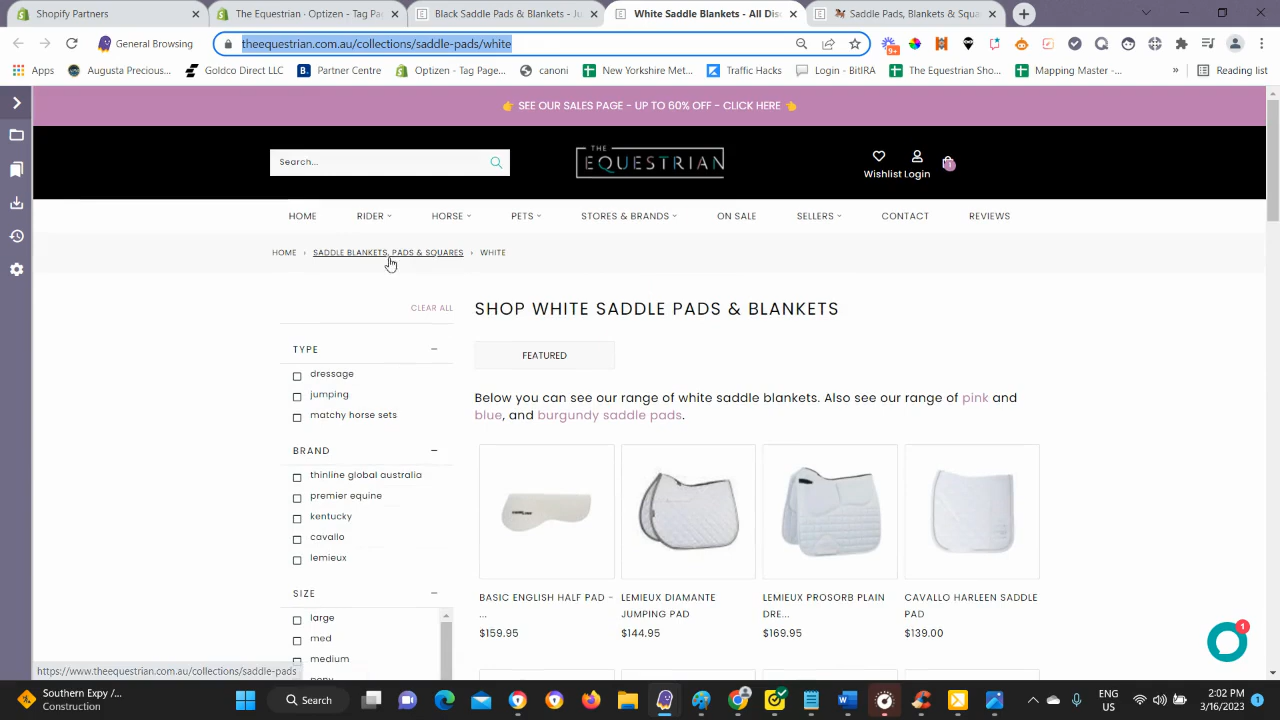 Shopify Partners
The Equestrian · Optizen - Tag Pag
Black Saddle Pads & Blankets - Ju
White Saddle Blankets - All Disc
🦄 Saddle Pads, Blankets & Squa
General Browsing
theequestrian.com.au/collections/saddle-pads/white
9+
Apps
Augusta Precious...
Goldco Direct LLC
Partner Centre
Optizen - Tag Page...
canoni
New Yorkshire Met...
Traffic Hacks
Login - BitIRA
The Equestrian Sho...
Mapping Master -...
»
Reading list
👉 SEE OUR SALES PAGE - UP TO 60% OFF - CLICK HERE 👈
Search...
THE
EQUESTRIAN
Wishlist Login
1
HOME RIDER HORSE PETS STORES & BRANDS ON SALE SELLERS CONTACT REVIEWS
HOME › SADDLE BLANKETS, PADS & SQUARES › WHITE
CLEAR ALL
TYPE −
dressage
jumping
matchy horse sets
BRAND −
thinline global australia
premier equine
kentucky
cavallo
lemieux
SIZE −
large
med
medium
pony
SHOP WHITE SADDLE PADS & BLANKETS
FEATURED
Below you can see our range of white saddle blankets. Also see our range of pink and
blue, and burgundy saddle pads.
BASIC ENGLISH HALF PAD -
...
$159.95
LEMIEUX DIAMANTE
JUMPING PAD
$144.95
LEMIEUX PROSORB PLAIN
DRE...
$169.95
CAVALLO HARLEEN SADDLE
PAD
$139.00
1
https://www.theequestrian.com.au/collections/saddle-pads
Southern Expy /...
Construction
Search
ENG
US
2:02 PM
3/16/2023
1